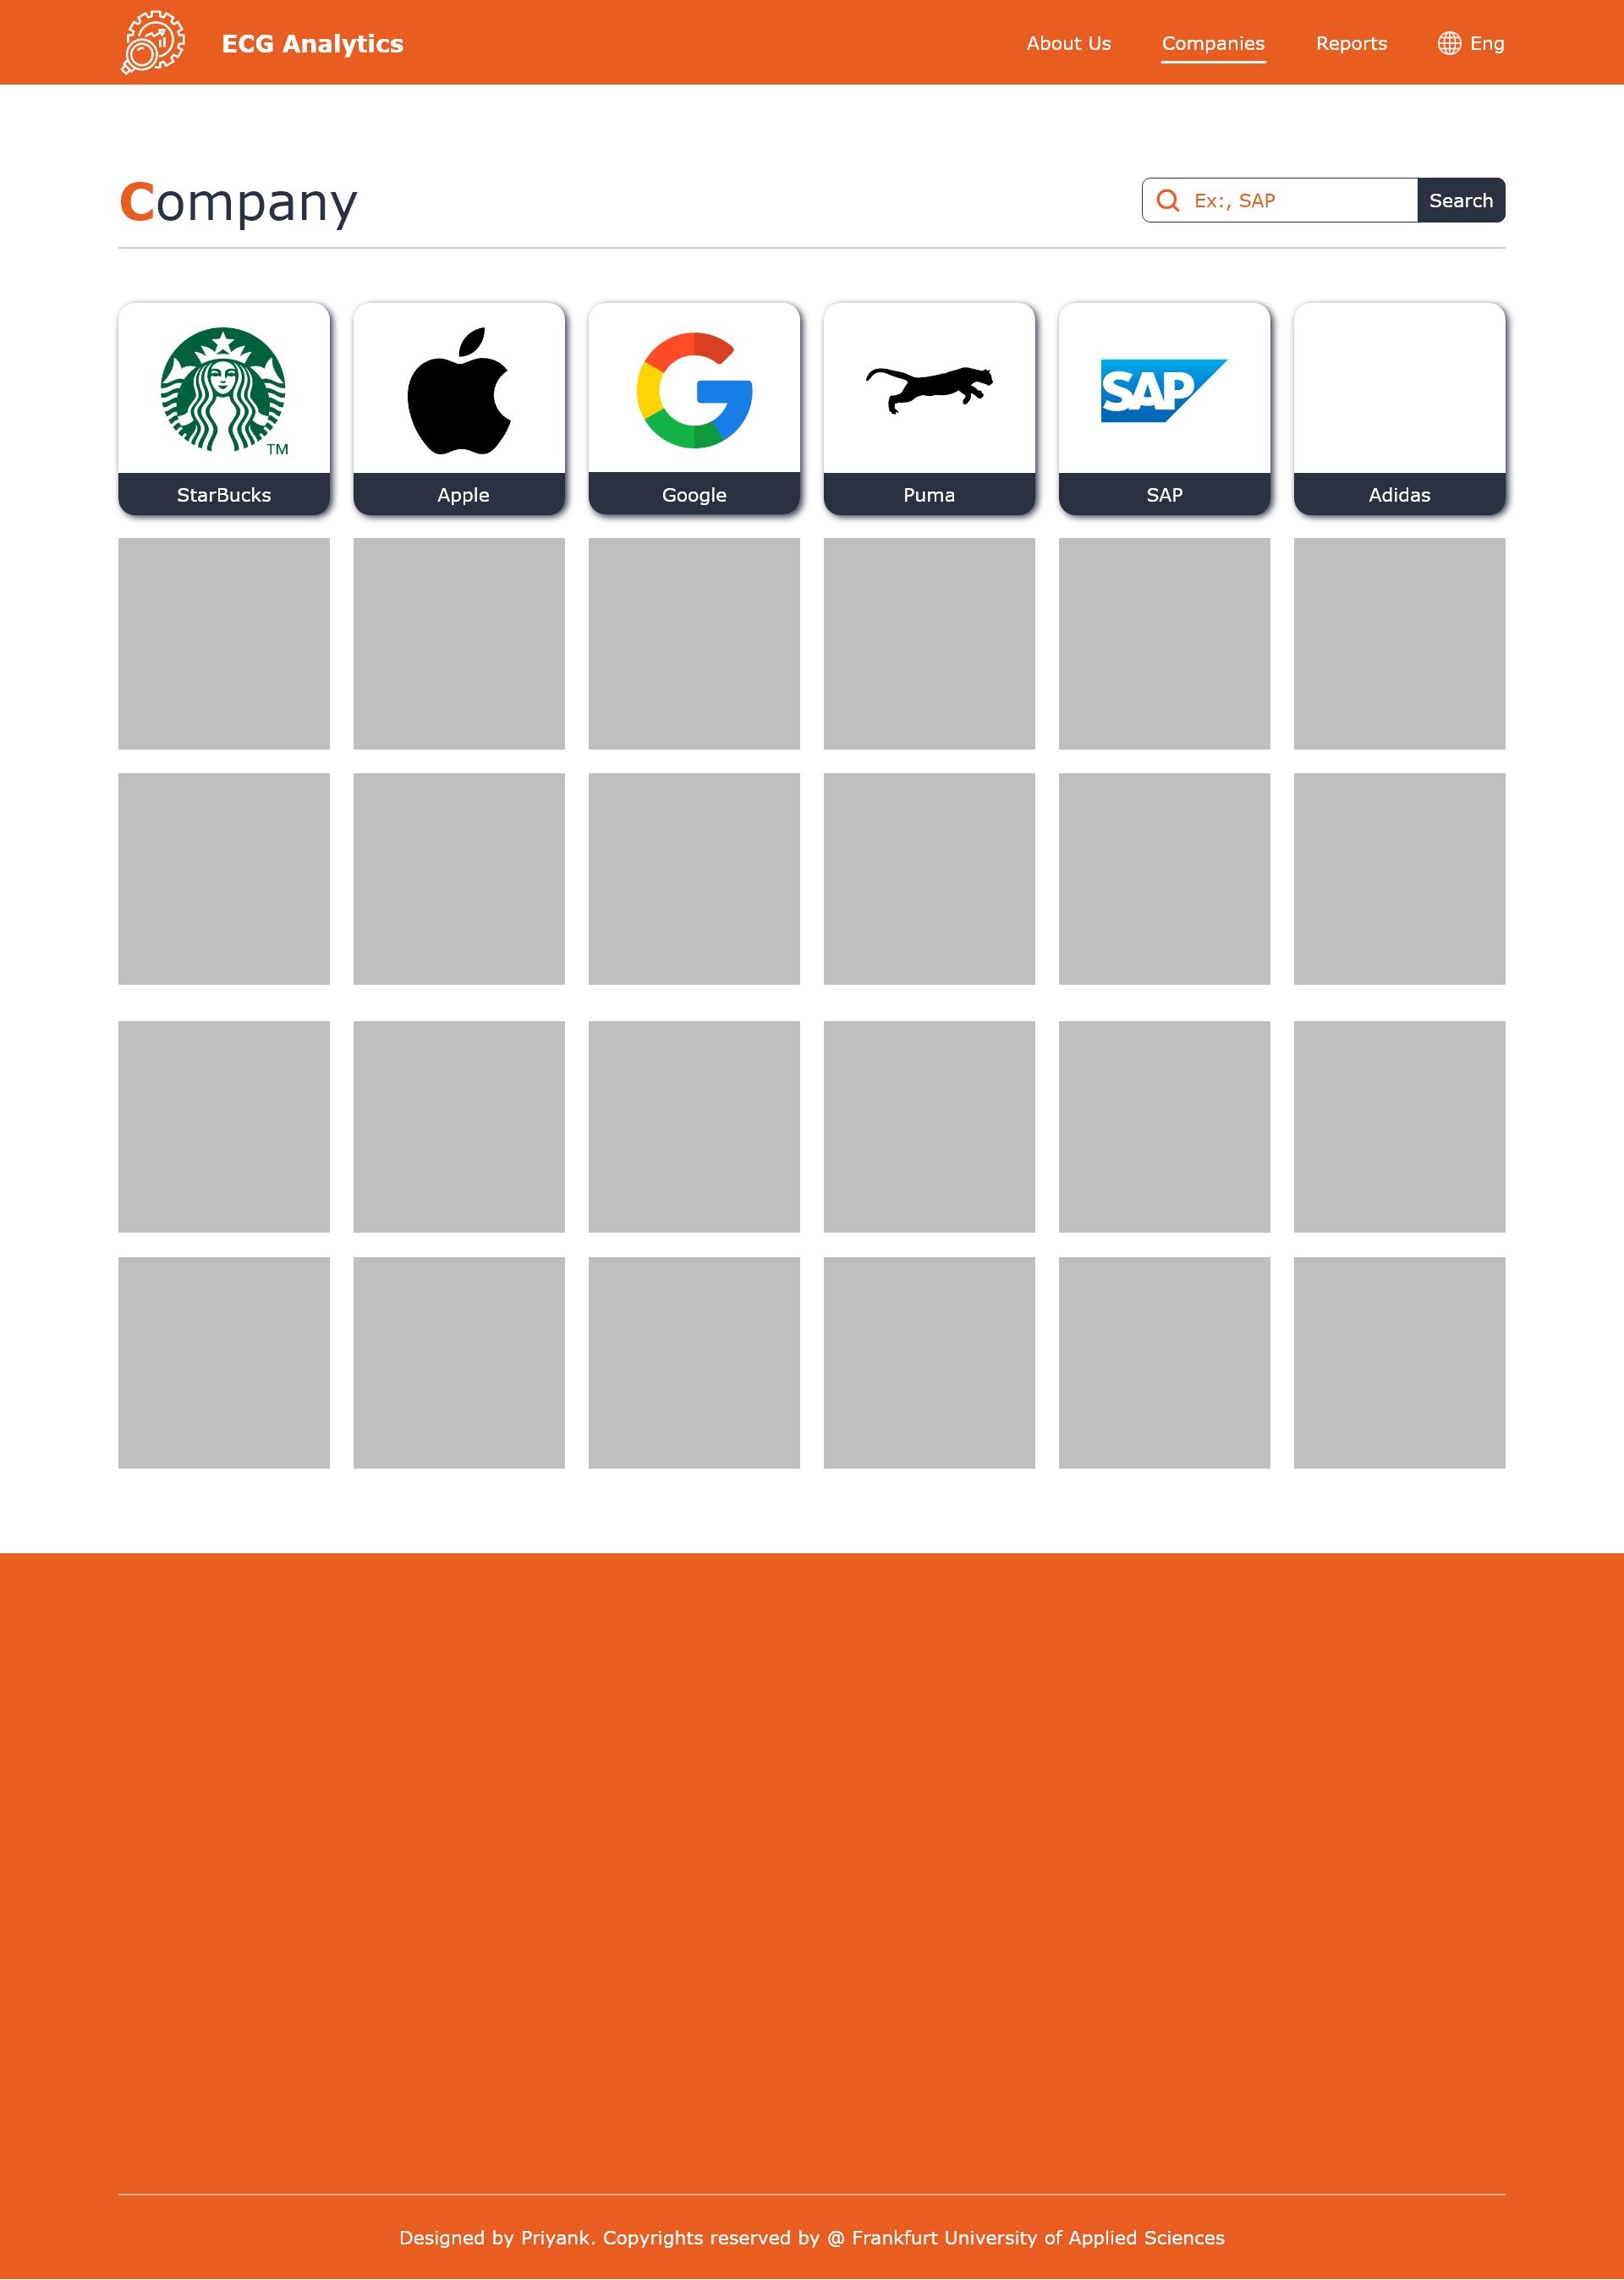 ECG Analytics
About Us Companies Reports Eng
Company
Ex:, SAP Search
TM
SAP
StarBucks Apple Google Puma SAP Adidas
Designed by Priyank. Copyrights reserved by @ Frankfurt University of Applied Sciences